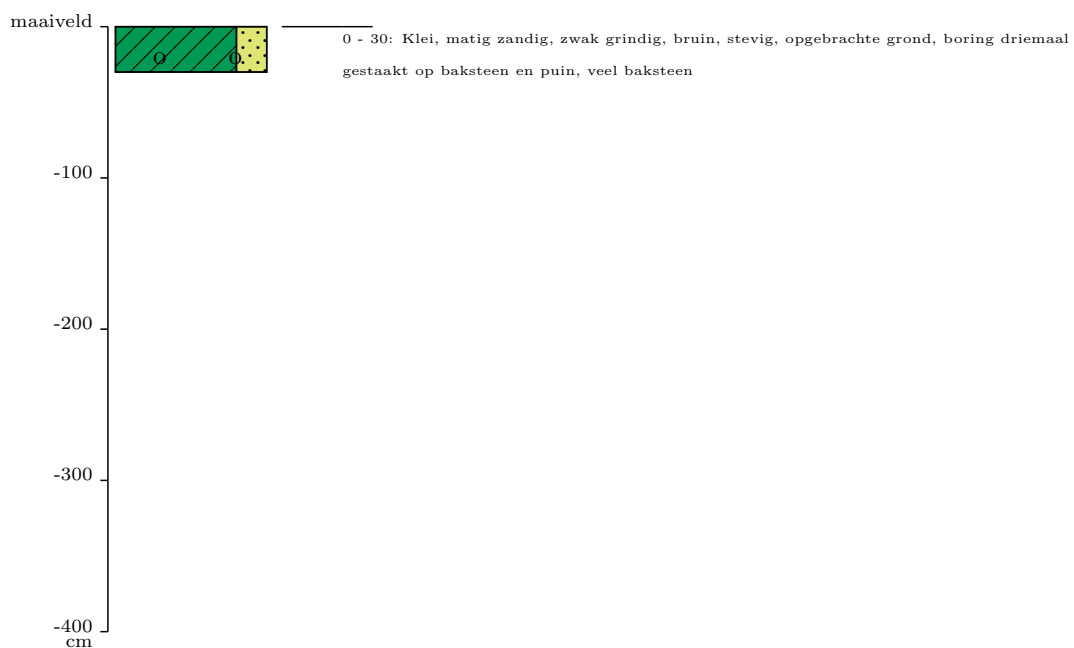 maaiveld
0 - 30: Klei, matig zandig, zwak grindig, bruin, stevig, opgebrachte grond, boring driemaal
gestaakt op baksteen en puin, veel baksteen
o o
-100
-200
-300
-400
cm